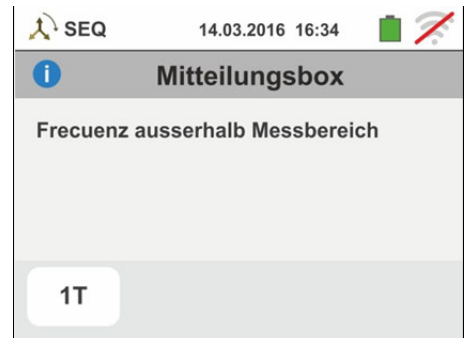 SEQ 14.03.2016 16:34
i Mitteilungsbox
Frecuenz ausserhalb Messbereich
1T